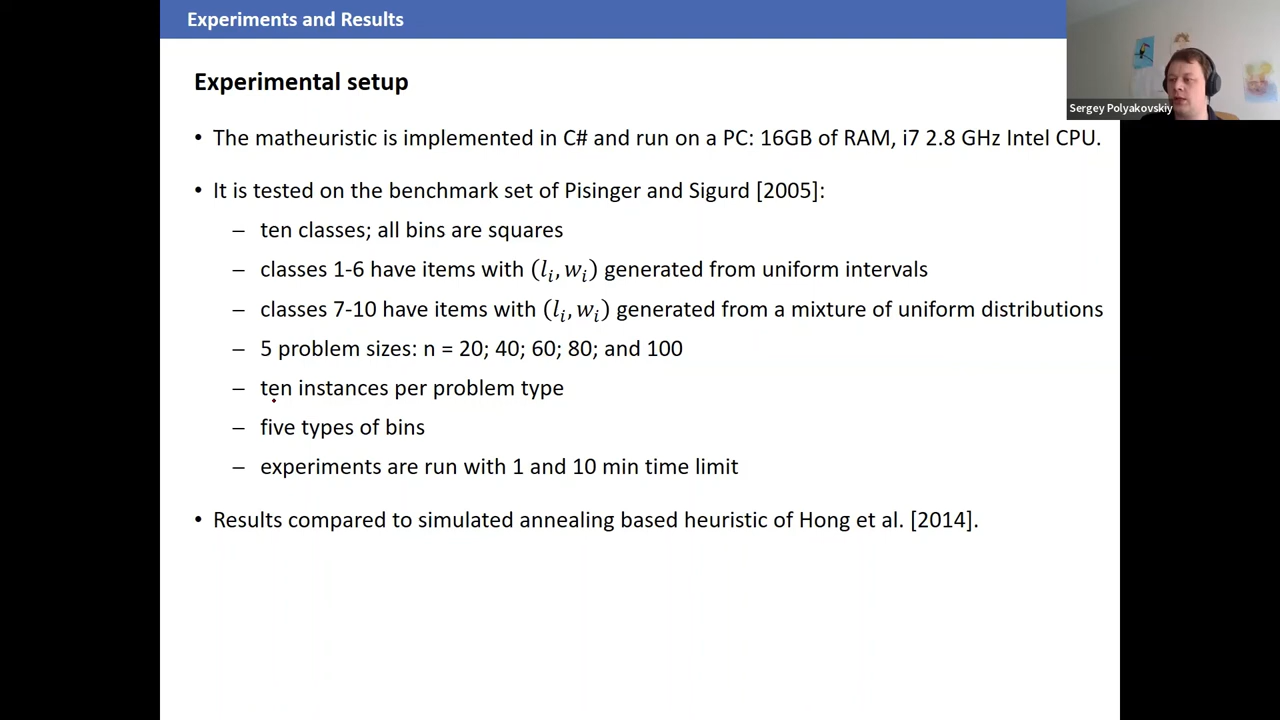 Experiments and Results
Sergey Polyakovskiy
Experimental setup
• The matheuristic is implemented in C# and run on a PC: 16GB of RAM, i7 2.8 GHz Intel CPU.
• It is tested on the benchmark set of Pisinger and Sigurd [2005]:
– ten classes; all bins are squares
– classes 1-6 have items with (lᵢ, wᵢ) generated from uniform intervals
– classes 7-10 have items with (lᵢ, wᵢ) generated from a mixture of uniform distributions
– 5 problem sizes: n = 20; 40; 60; 80; and 100
– ten instances per problem type
– five types of bins
– experiments are run with 1 and 10 min time limit
• Results compared to simulated annealing based heuristic of Hong et al. [2014].